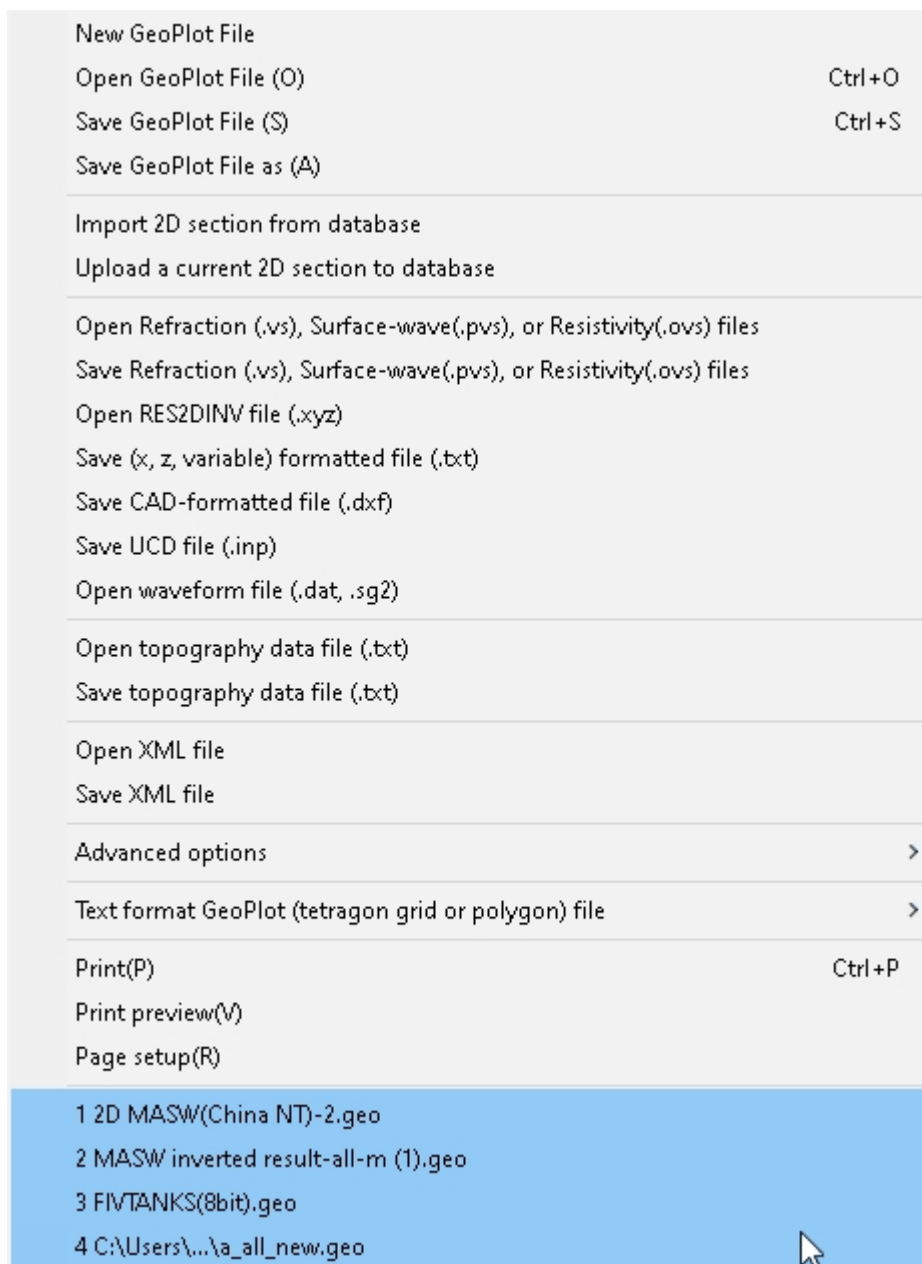 New GeoPlot File
Open GeoPlot File (O) Ctrl+O
Save GeoPlot File (S) Ctrl+S
Save GeoPlot File as (A)
Import 2D section from database
Upload a current 2D section to database
Open Refraction (.vs), Surface-wave(.pvs), or Resistivity(.ovs) files
Save Refraction (.vs), Surface-wave(.pvs), or Resistivity(.ovs) files
Open RES2DINV file (.xyz)
Save (x, z, variable) formatted file (.txt)
Save CAD-formatted file (.dxf)
Save UCD file (.inp)
Open waveform file (.dat, .sg2)
Open topography data file (.txt)
Save topography data file (.txt)
Open XML file
Save XML file
Advanced options
Text format GeoPlot (tetragon grid or polygon) file
Print(P) Ctrl+P
Print preview(V)
Page setup(R)
1 2D MASW(China NT)-2.geo
2 MASW inverted result-all-m (1).geo
3 FIVTANKS(8bit).geo
4 C:\Users\...\a_all_new.geo